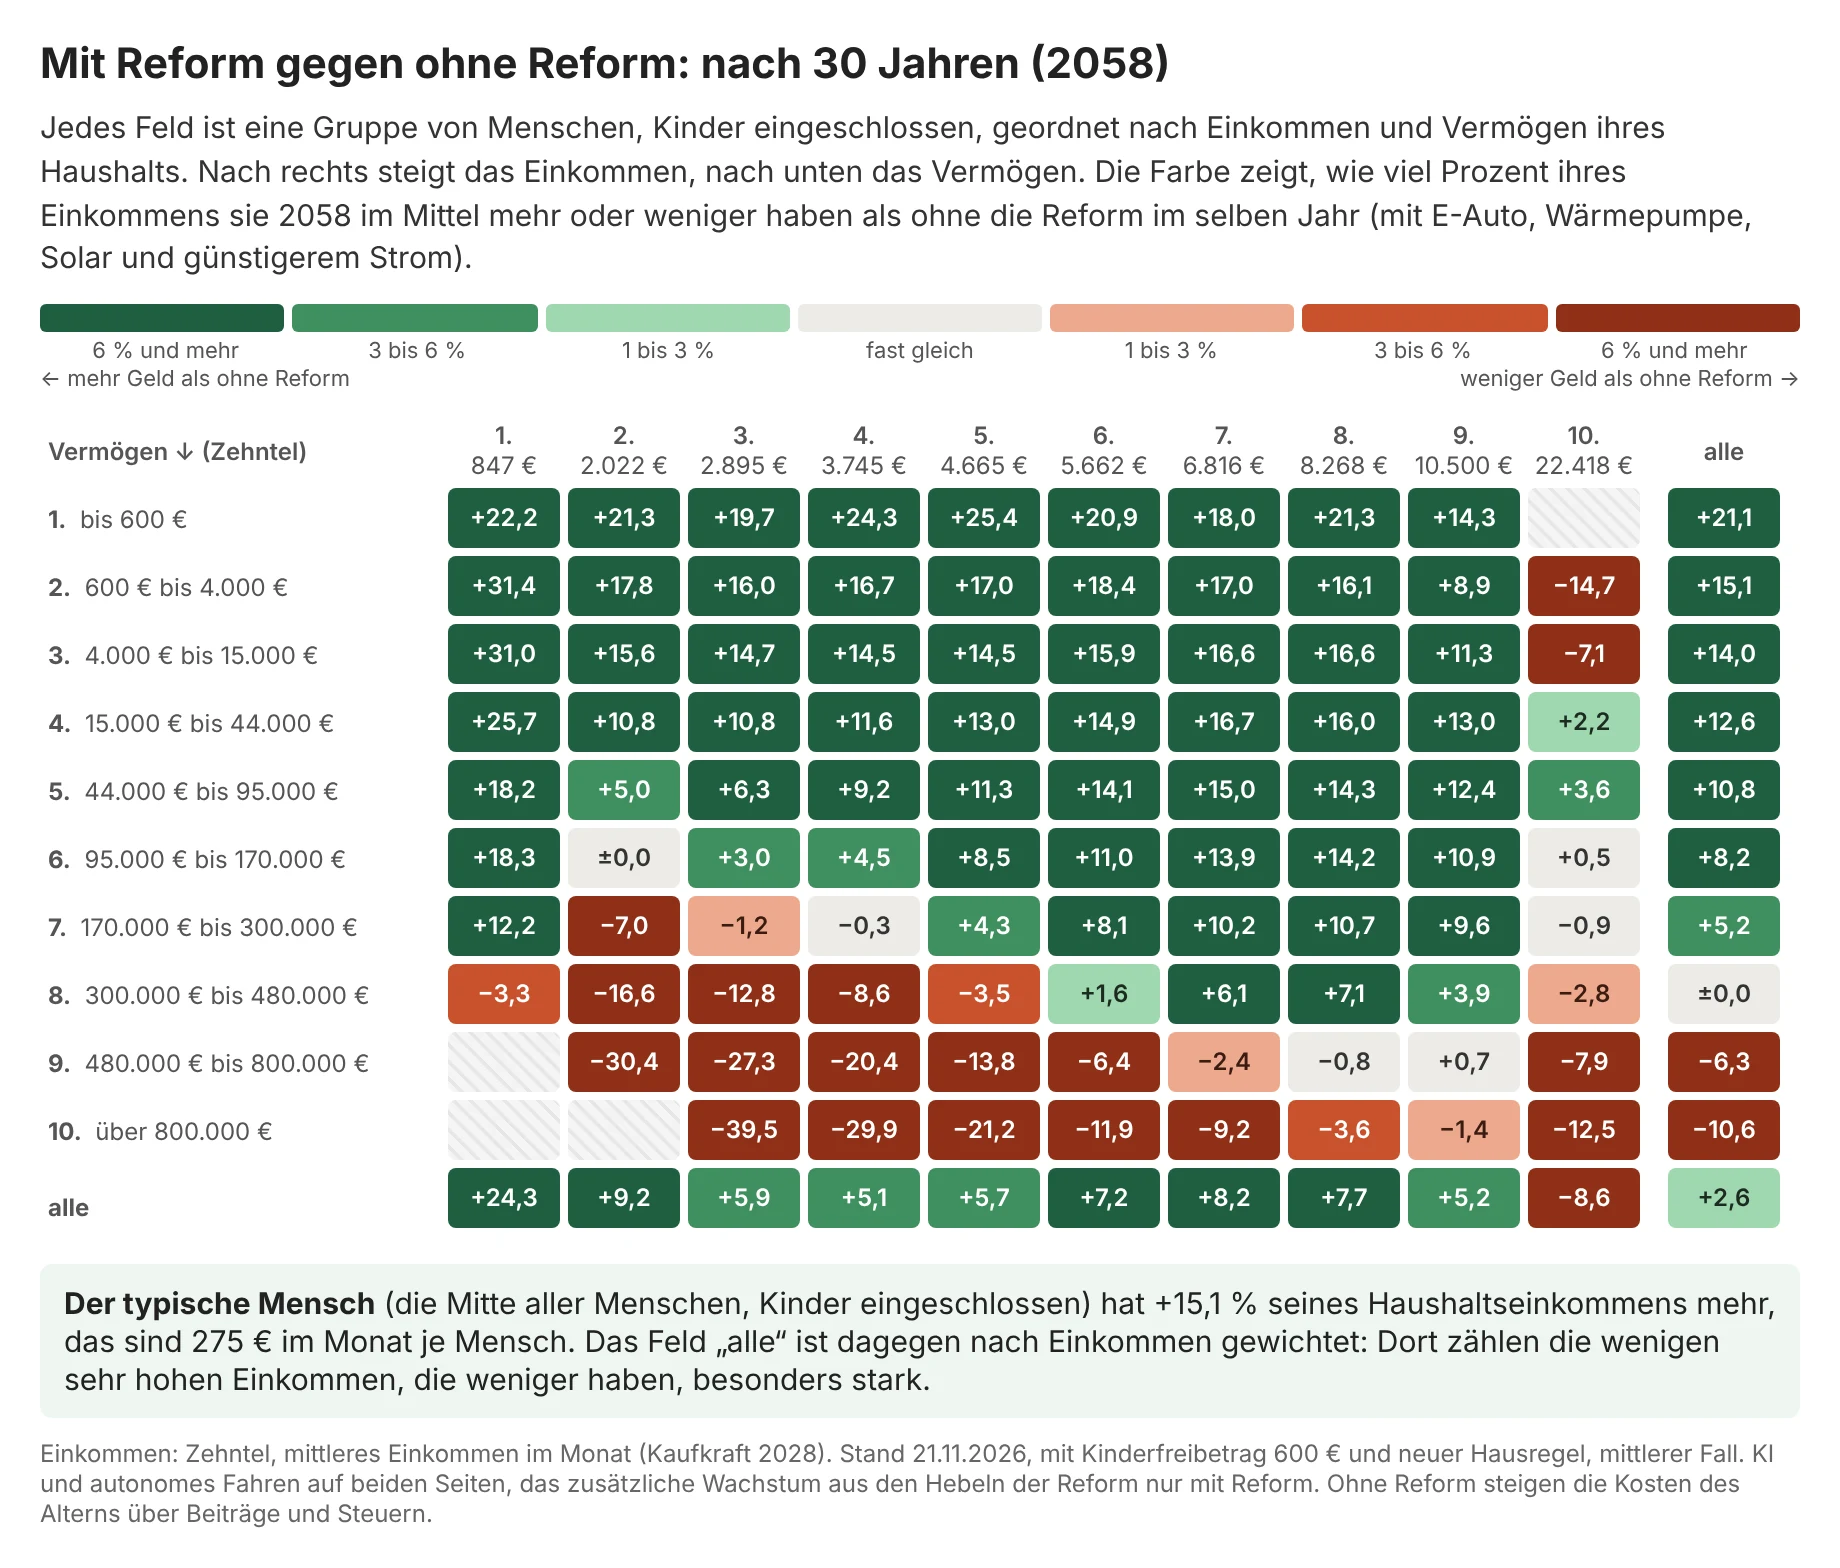 Mit Reform gegen ohne Reform: nach 30 Jahren (2058)
Jedes Feld ist eine Gruppe von Menschen, Kinder eingeschlossen, geordnet nach Einkommen und Vermögen ihres
Haushalts. Nach rechts steigt das Einkommen, nach unten das Vermögen. Die Farbe zeigt, wie viel Prozent ihres
Einkommens sie 2058 im Mittel mehr oder weniger haben als ohne die Reform im selben Jahr (mit E-Auto, Wärmepumpe,
Solar und günstigerem Strom).
6 % und mehr 3 bis 6 % 1 bis 3 % fast gleich 1 bis 3 % 3 bis 6 % 6 % und mehr
← mehr Geld als ohne Reform weniger Geld als ohne Reform →
1. 2. 3. 4. 5. 6. 7. 8. 9. 10.
Vermögen ↓ (Zehntel) alle
847 € 2.022 € 2.895 € 3.745 € 4.665 € 5.662 € 6.816 € 8.268 € 10.500 € 22.418 €
1. bis 600 € +22,2 +21,3 +19,7 +24,3 +25,4 +20,9 +18,0 +21,3 +14,3 +21,1
2. 600 € bis 4.000 € +31,4 +17,8 +16,0 +16,7 +17,0 +18,4 +17,0 +16,1 +8,9 −14,7 +15,1
3. 4.000 € bis 15.000 € +31,0 +15,6 +14,7 +14,5 +14,5 +15,9 +16,6 +16,6 +11,3 −7,1 +14,0
4. 15.000 € bis 44.000 € +25,7 +10,8 +10,8 +11,6 +13,0 +14,9 +16,7 +16,0 +13,0 +2,2 +12,6
5. 44.000 € bis 95.000 € +18,2 +5,0 +6,3 +9,2 +11,3 +14,1 +15,0 +14,3 +12,4 +3,6 +10,8
6. 95.000 € bis 170.000 € +18,3 ±0,0 +3,0 +4,5 +8,5 +11,0 +13,9 +14,2 +10,9 +0,5 +8,2
7. 170.000 € bis 300.000 € +12,2 −7,0 −1,2 −0,3 +4,3 +8,1 +10,2 +10,7 +9,6 −0,9 +5,2
8. 300.000 € bis 480.000 € −3,3 −16,6 −12,8 −8,6 −3,5 +1,6 +6,1 +7,1 +3,9 −2,8 ±0,0
9. 480.000 € bis 800.000 € −30,4 −27,3 −20,4 −13,8 −6,4 −2,4 −0,8 +0,7 −7,9 −6,3
10. über 800.000 € −39,5 −29,9 −21,2 −11,9 −9,2 −3,6 −1,4 −12,5 −10,6
alle +24,3 +9,2 +5,9 +5,1 +5,7 +7,2 +8,2 +7,7 +5,2 −8,6 +2,6
Der typische Mensch (die Mitte aller Menschen, Kinder eingeschlossen) hat +15,1 % seines Haushaltseinkommens mehr,
das sind 275 € im Monat je Mensch. Das Feld „alle“ ist dagegen nach Einkommen gewichtet: Dort zählen die wenigen
sehr hohen Einkommen, die weniger haben, besonders stark.
Einkommen: Zehntel, mittleres Einkommen im Monat (Kaufkraft 2028). Stand 21.11.2026, mit Kinderfreibetrag 600 € und neuer Hausregel, mittlerer Fall. KI
und autonomes Fahren auf beiden Seiten, das zusätzliche Wachstum aus den Hebeln der Reform nur mit Reform. Ohne Reform steigen die Kosten des
Alterns über Beiträge und Steuern.